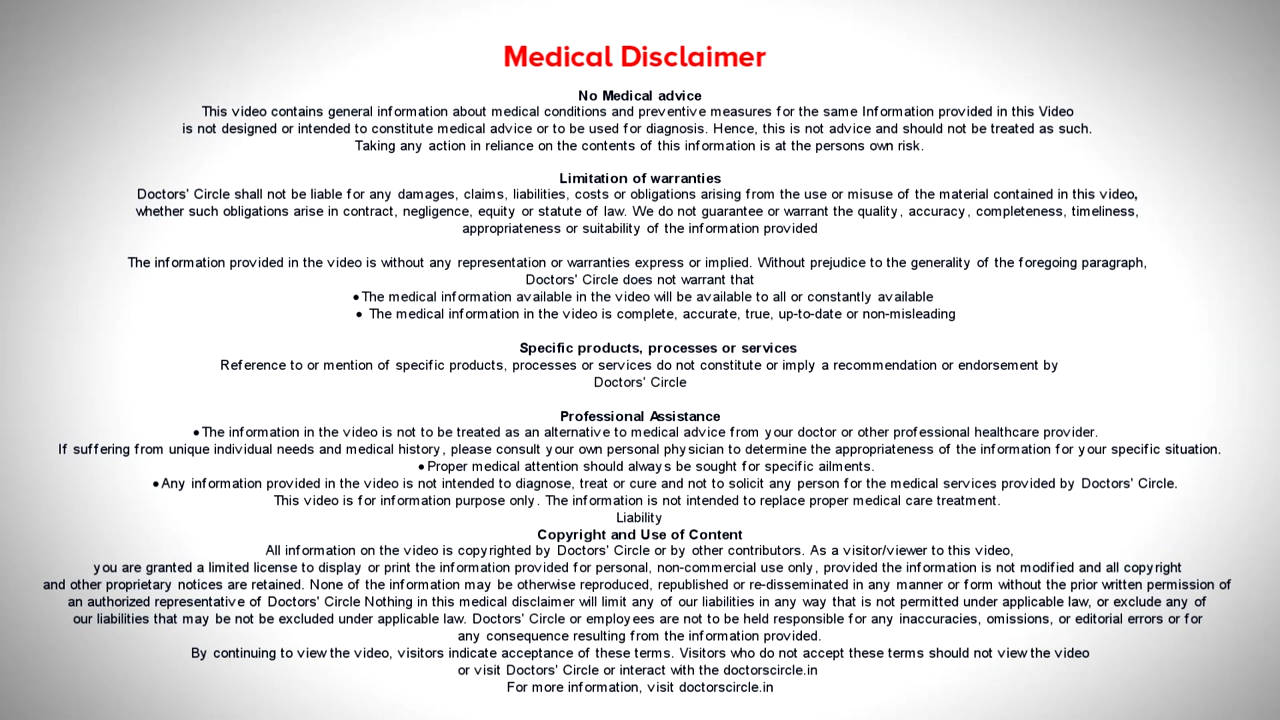 Medical Disclaimer
No Medical advice
This video contains general information about medical conditions and preventive measures for the same Information provided in this Video
is not designed or intended to constitute medical advice or to be used for diagnosis. Hence, this is not advice and should not be treated as such.
Taking any action in reliance on the contents of this information is at the persons own risk.
Limitation of warranties
Doctors' Circle shall not be liable for any damages, claims, liabilities, costs or obligations arising from the use or misuse of the material contained in this video,
whether such obligations arise in contract, negligence, equity or statute of law. We do not guarantee or warrant the quality, accuracy, completeness, timeliness,
appropriateness or suitability of the information provided
The information provided in the video is without any representation or warranties express or implied. Without prejudice to the generality of the foregoing paragraph,
Doctors' Circle does not warrant that
• The medical information available in the video will be available to all or constantly available
• The medical information in the video is complete, accurate, true, up-to-date or non-misleading
Specific products, processes or services
Reference to or mention of specific products, processes or services do not constitute or imply a recommendation or endorsement by
Doctors' Circle
Professional Assistance
• The information in the video is not to be treated as an alternative to medical advice from your doctor or other professional healthcare provider.
If suffering from unique individual needs and medical history, please consult your own personal physician to determine the appropriateness of the information for your specific situation.
• Proper medical attention should always be sought for specific ailments.
• Any information provided in the video is not intended to diagnose, treat or cure and not to solicit any person for the medical services provided by Doctors' Circle.
This video is for information purpose only. The information is not intended to replace proper medical care treatment.
Liability
Copyright and Use of Content
All information on the video is copyrighted by Doctors' Circle or by other contributors. As a visitor/viewer to this video,
you are granted a limited license to display or print the information provided for personal, non-commercial use only, provided the information is not modified and all copyright
and other proprietary notices are retained. None of the information may be otherwise reproduced, republished or re-disseminated in any manner or form without the prior written permission of
an authorized representative of Doctors' Circle Nothing in this medical disclaimer will limit any of our liabilities in any way that is not permitted under applicable law, or exclude any of
our liabilities that may be not be excluded under applicable law. Doctors' Circle or employees are not to be held responsible for any inaccuracies, omissions, or editorial errors or for
any consequence resulting from the information provided.
By continuing to view the video, visitors indicate acceptance of these terms. Visitors who do not accept these terms should not view the video
or visit Doctors' Circle or interact with the doctorscircle.in
For more information, visit doctorscircle.in